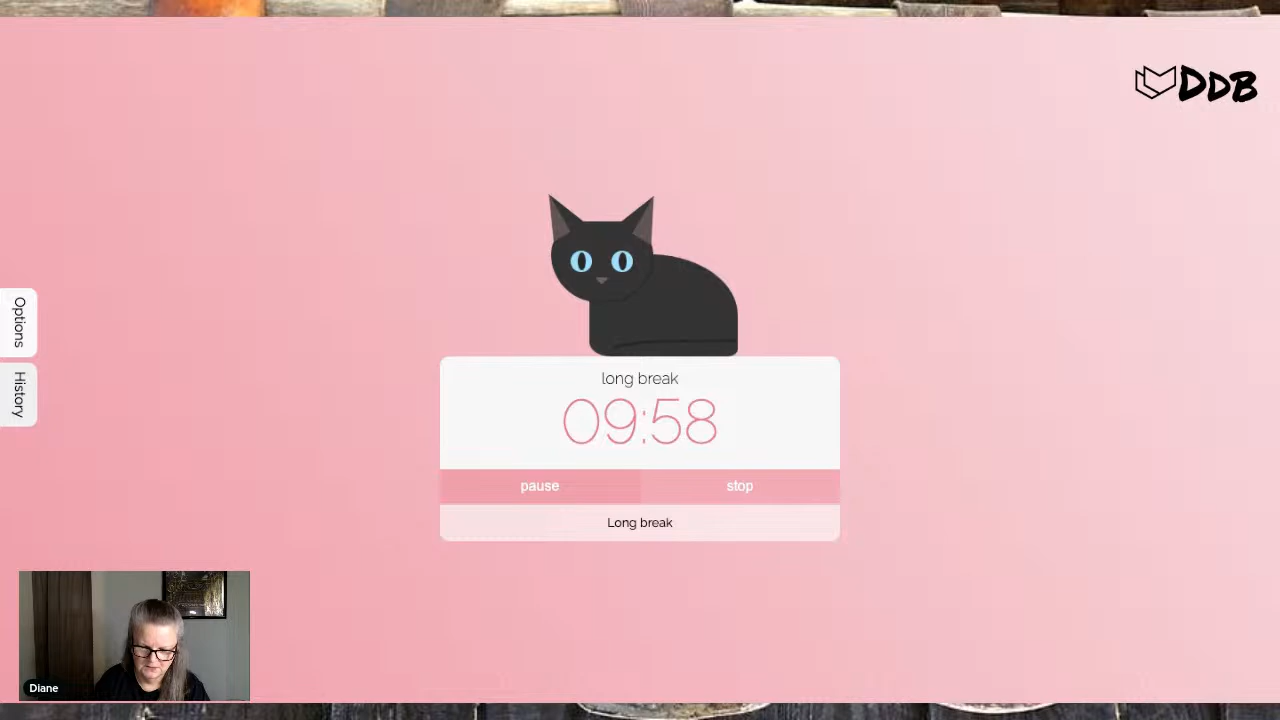 DDB
Options
History
long break
09:58
pause
stop
Long break
Diane